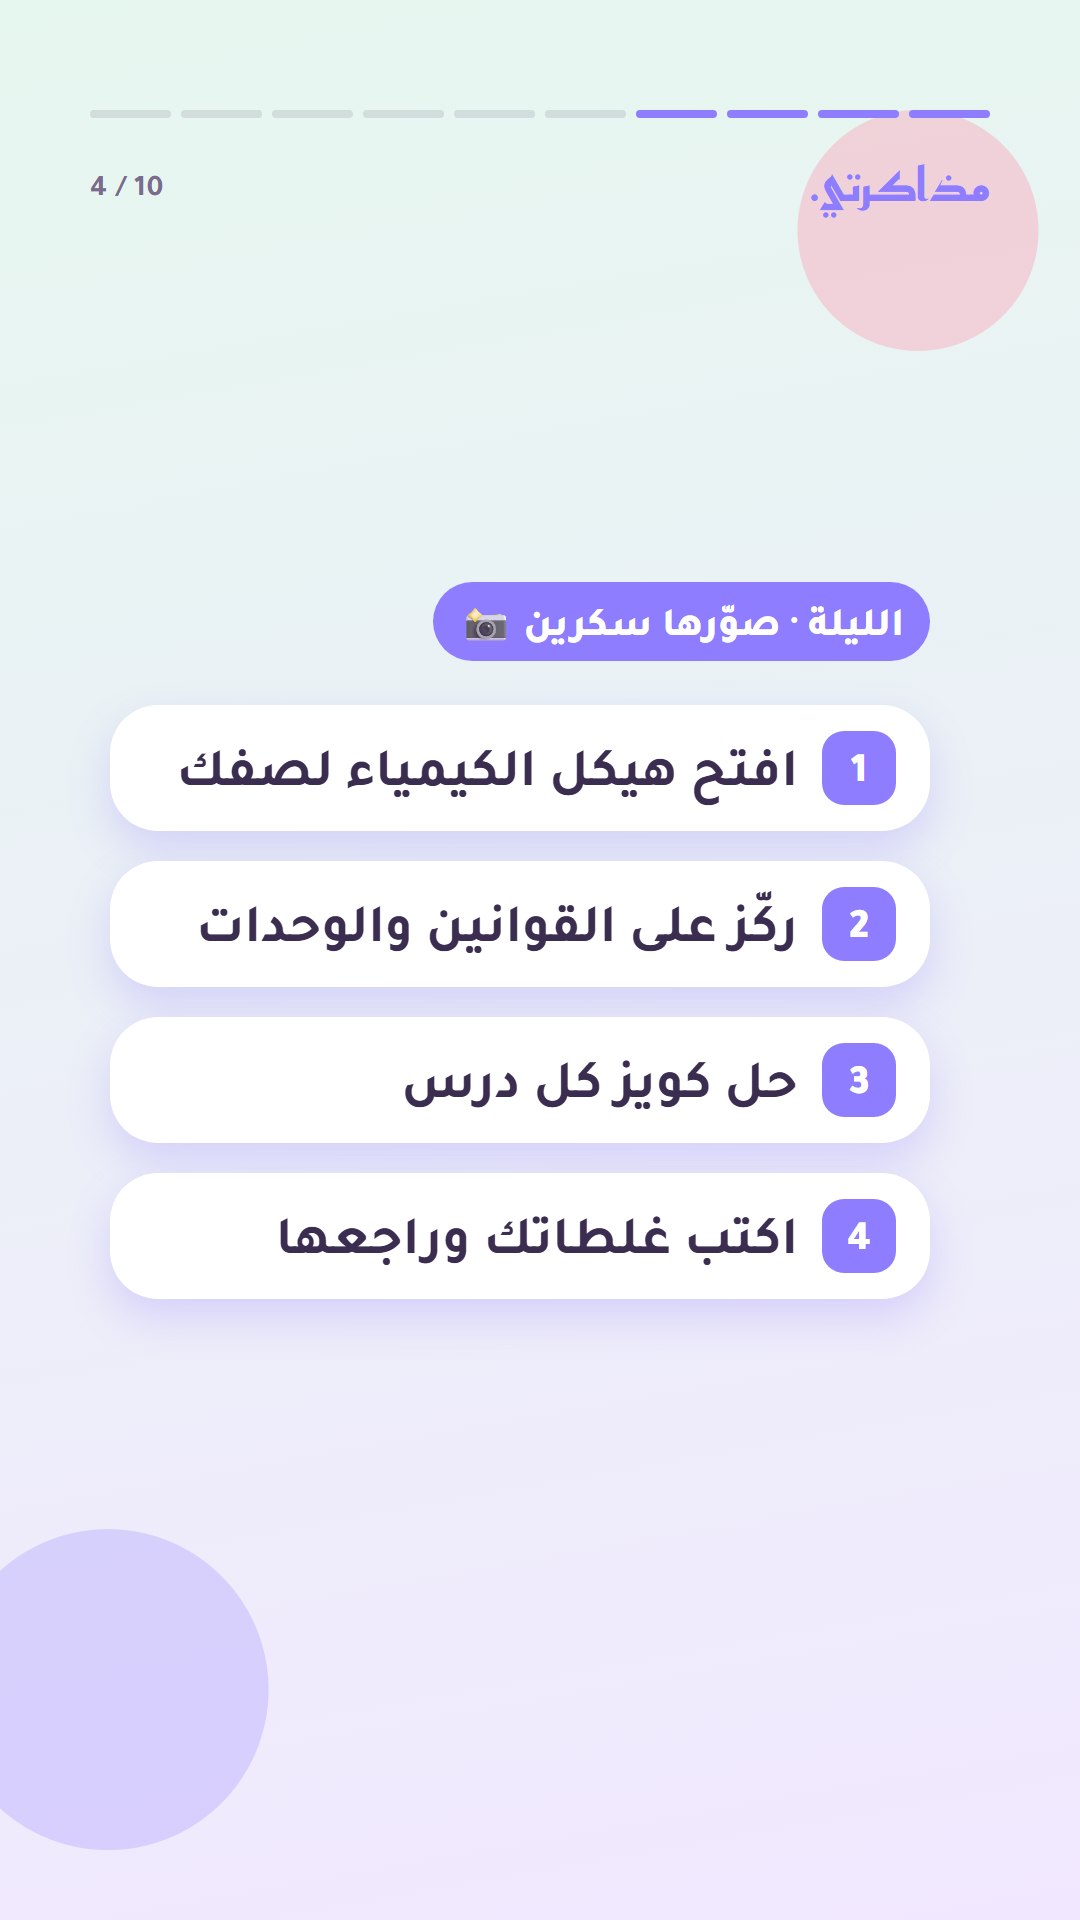 مذاكرتي.
4 / 10
الليلة · صوّرها سكرين 📸
1 افتح هيكل الكيمياء لصفك
2 ركّز على القوانين والوحدات
3 حل كويز كل درس
4 اكتب غلطاتك وراجعها